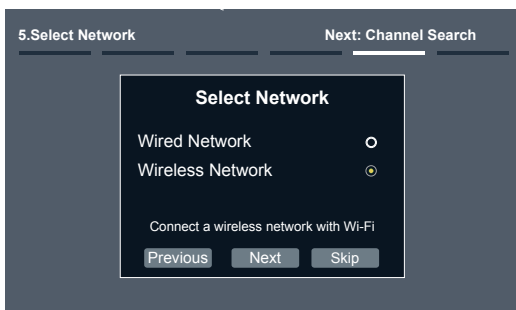 5.Select Network
Next: Channel Search
Select Network
Wired Network
Wireless Network
Connect a wireless network with Wi-Fi
Previous
Next
Skip